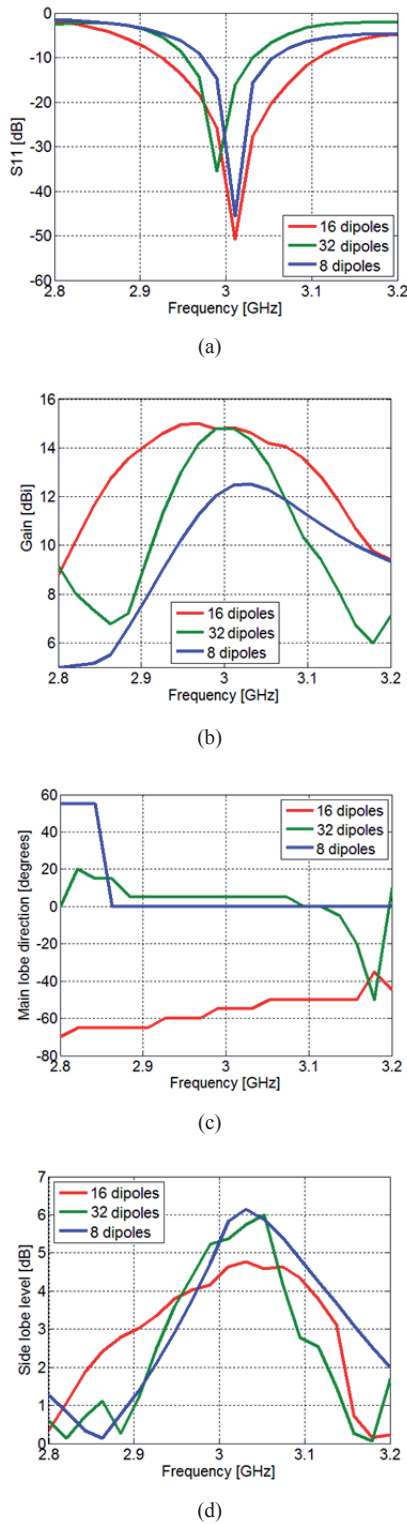 0
-10
-20
-30
-40
-50
-60
S11 [dB]
16 dipoles
32 dipoles
8 dipoles
2.8 2.9 3 3.1 3.2
Frequency [GHz]
(a)
16
14
12
10
8
6
Gain [dBi]
16 dipoles
32 dipoles
8 dipoles
2.8 2.9 3 3.1 3.2
Frequency [GHz]
(b)
60
40
20
0
-20
-40
-60
-80
Main lobe direction [degrees]
16 dipoles
32 dipoles
8 dipoles
2.8 2.9 3 3.1 3.2
Frequency [GHz]
(c)
7
6
5
4
3
2
1
0
Side lobe level [dB]
16 dipoles
32 dipoles
8 dipoles
2.8 2.9 3 3.1 3.2
Frequency [GHz]
(d)